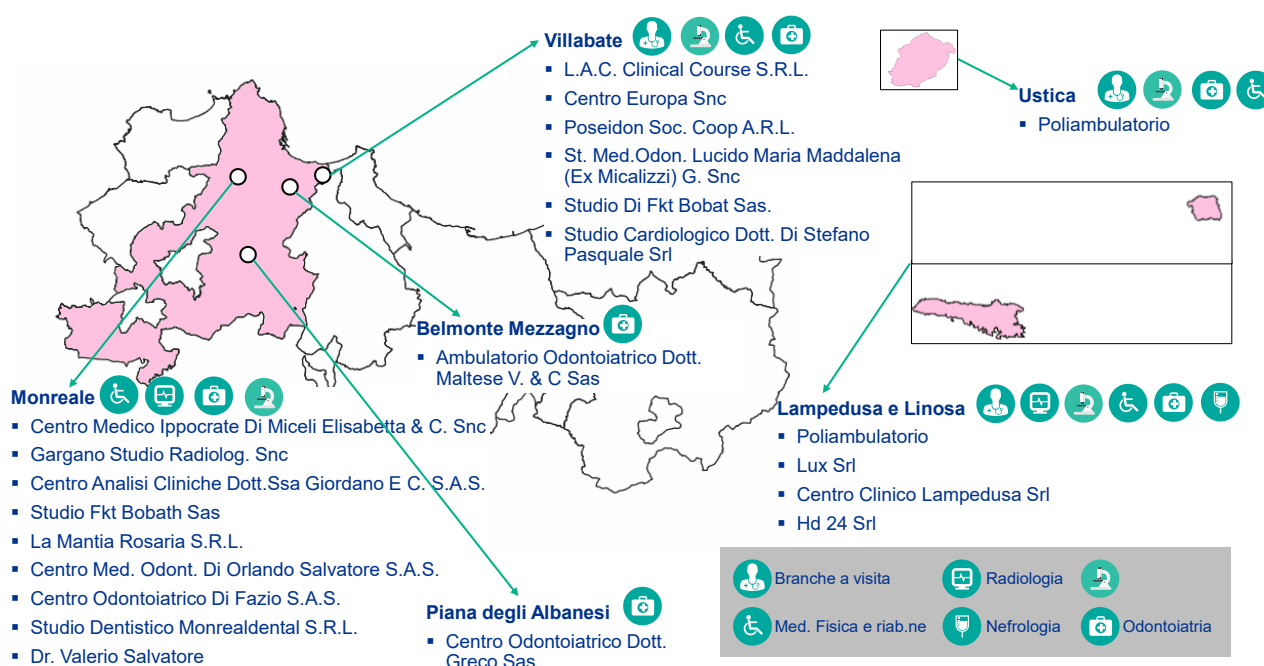 Villabate
▪ L.A.C. Clinical Course S.R.L.
▪ Centro Europa Snc
▪ Poseidon Soc. Coop A.R.L.
▪ St. Med.Odon. Lucido Maria Maddalena
(Ex Micalizzi) G. Snc
▪ Studio Di Fkt Bobat Sas.
▪ Studio Cardiologico Dott. Di Stefano
Pasquale Srl
Ustica
▪ Poliambulatorio
Belmonte Mezzagno
▪ Ambulatorio Odontoiatrico Dott.
Maltese V. & C Sas
Monreale
▪ Centro Medico Ippocrate Di Miceli Elisabetta & C. Snc
▪ Gargano Studio Radiolog. Snc
▪ Centro Analisi Cliniche Dott.Ssa Giordano E C. S.A.S.
▪ Studio Fkt Bobath Sas
▪ La Mantia Rosaria S.R.L.
▪ Centro Med. Odont. Di Orlando Salvatore S.A.S.
▪ Centro Odontoiatrico Di Fazio S.A.S.
▪ Studio Dentistico Monrealdental S.R.L.
▪ Dr. Valerio Salvatore
Piana degli Albanesi
▪ Centro Odontoiatrico Dott.
Greco Sas
Lampedusa e Linosa
▪ Poliambulatorio
▪ Lux Srl
▪ Centro Clinico Lampedusa Srl
▪ Hd 24 Srl
Branche a visita
Radiologia
Med. Fisica e riab.ne
Nefrologia
Odontoiatria